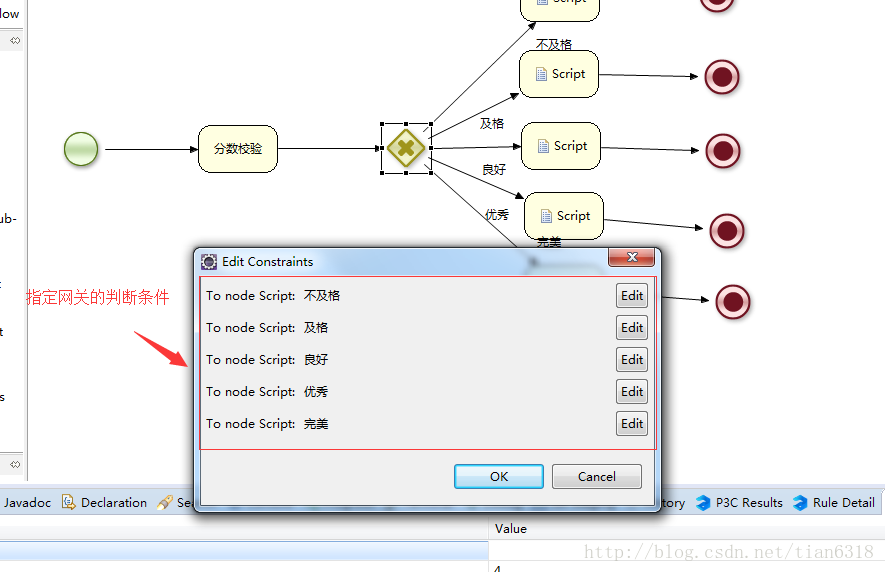 low
Script
不及格
Script
及格
分数校验
Script
良好
优秀
Script
完美
ub-
指定网关的判断条件
Edit Constraints
To node Script: 不及格 Edit
To node Script: 及格 Edit
To node Script: 良好 Edit
To node Script: 优秀 Edit
To node Script: 完美 Edit
OK Cancel
Javadoc Declaration Sea ory P3C Results Rule Detail
Value
http://blog.csdn.net/tian6318
4